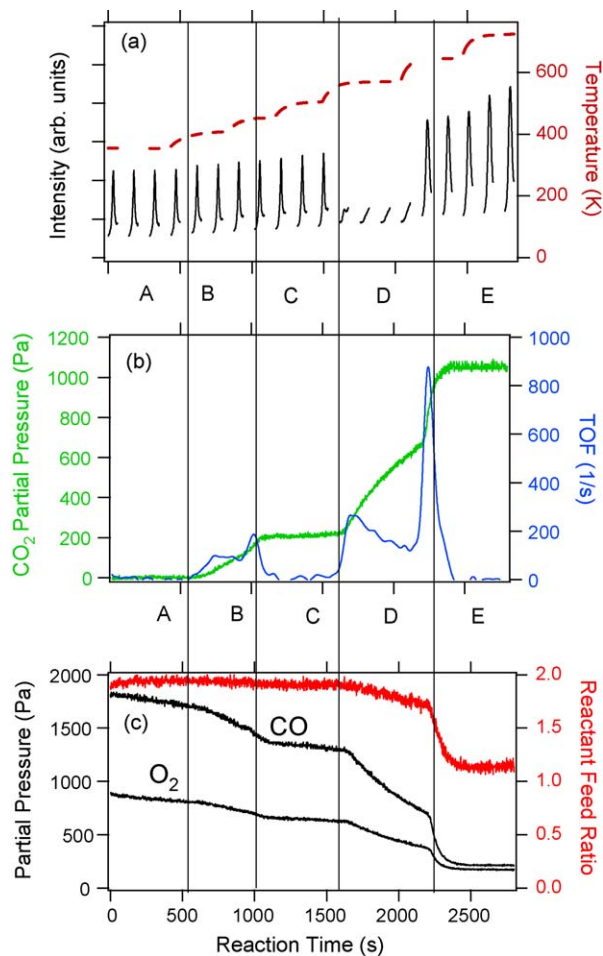 (a)
Intensity (arb. units)
600
400
200
0
Temperature (K)
A B C D E
(b)
CO2 Partial Pressure (Pa)
1200
1000
800
600
400
200
0
1000
800
600
400
200
0
TOF (1/s)
A B C D E
(c)
Partial Pressure (Pa)
2000
1500
1000
500
0
CO
O2
2.0
1.5
1.0
0.5
0.0
Reactant Feed Ratio
0 500 1000 1500 2000 2500
Reaction Time (s)